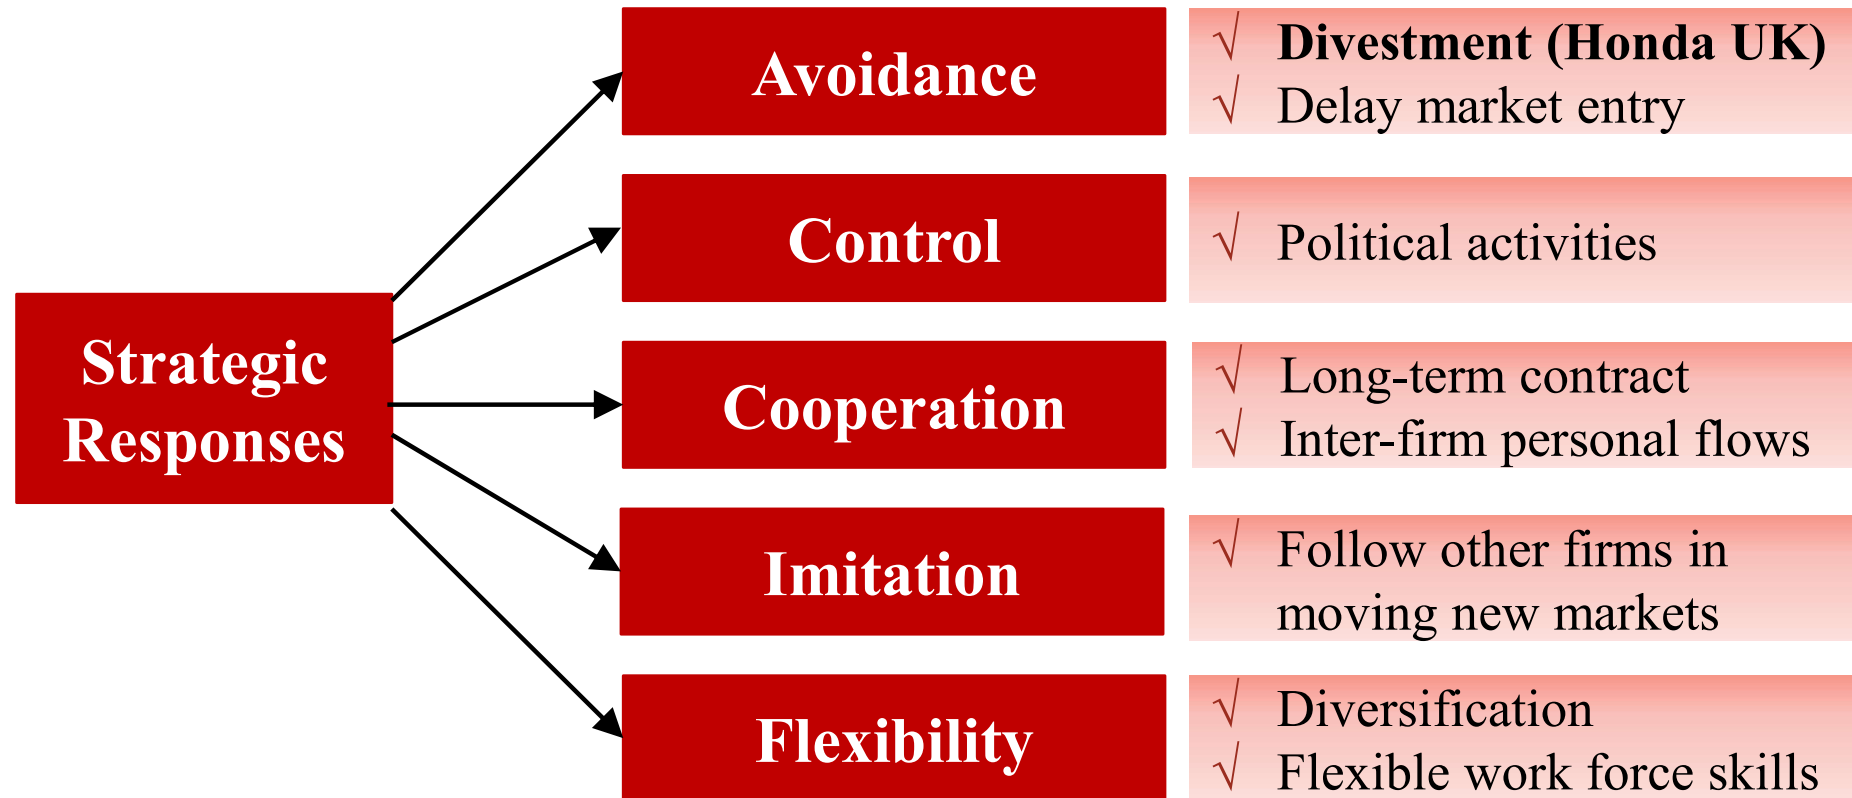 Strategic
Responses
Avoidance
√ Divestment (Honda UK)
√ Delay market entry
Control
√ Political activities
Cooperation
√ Long-term contract
√ Inter-firm personal flows
Imitation
√ Follow other firms in
moving new markets
Flexibility
√ Diversification
√ Flexible work force skills